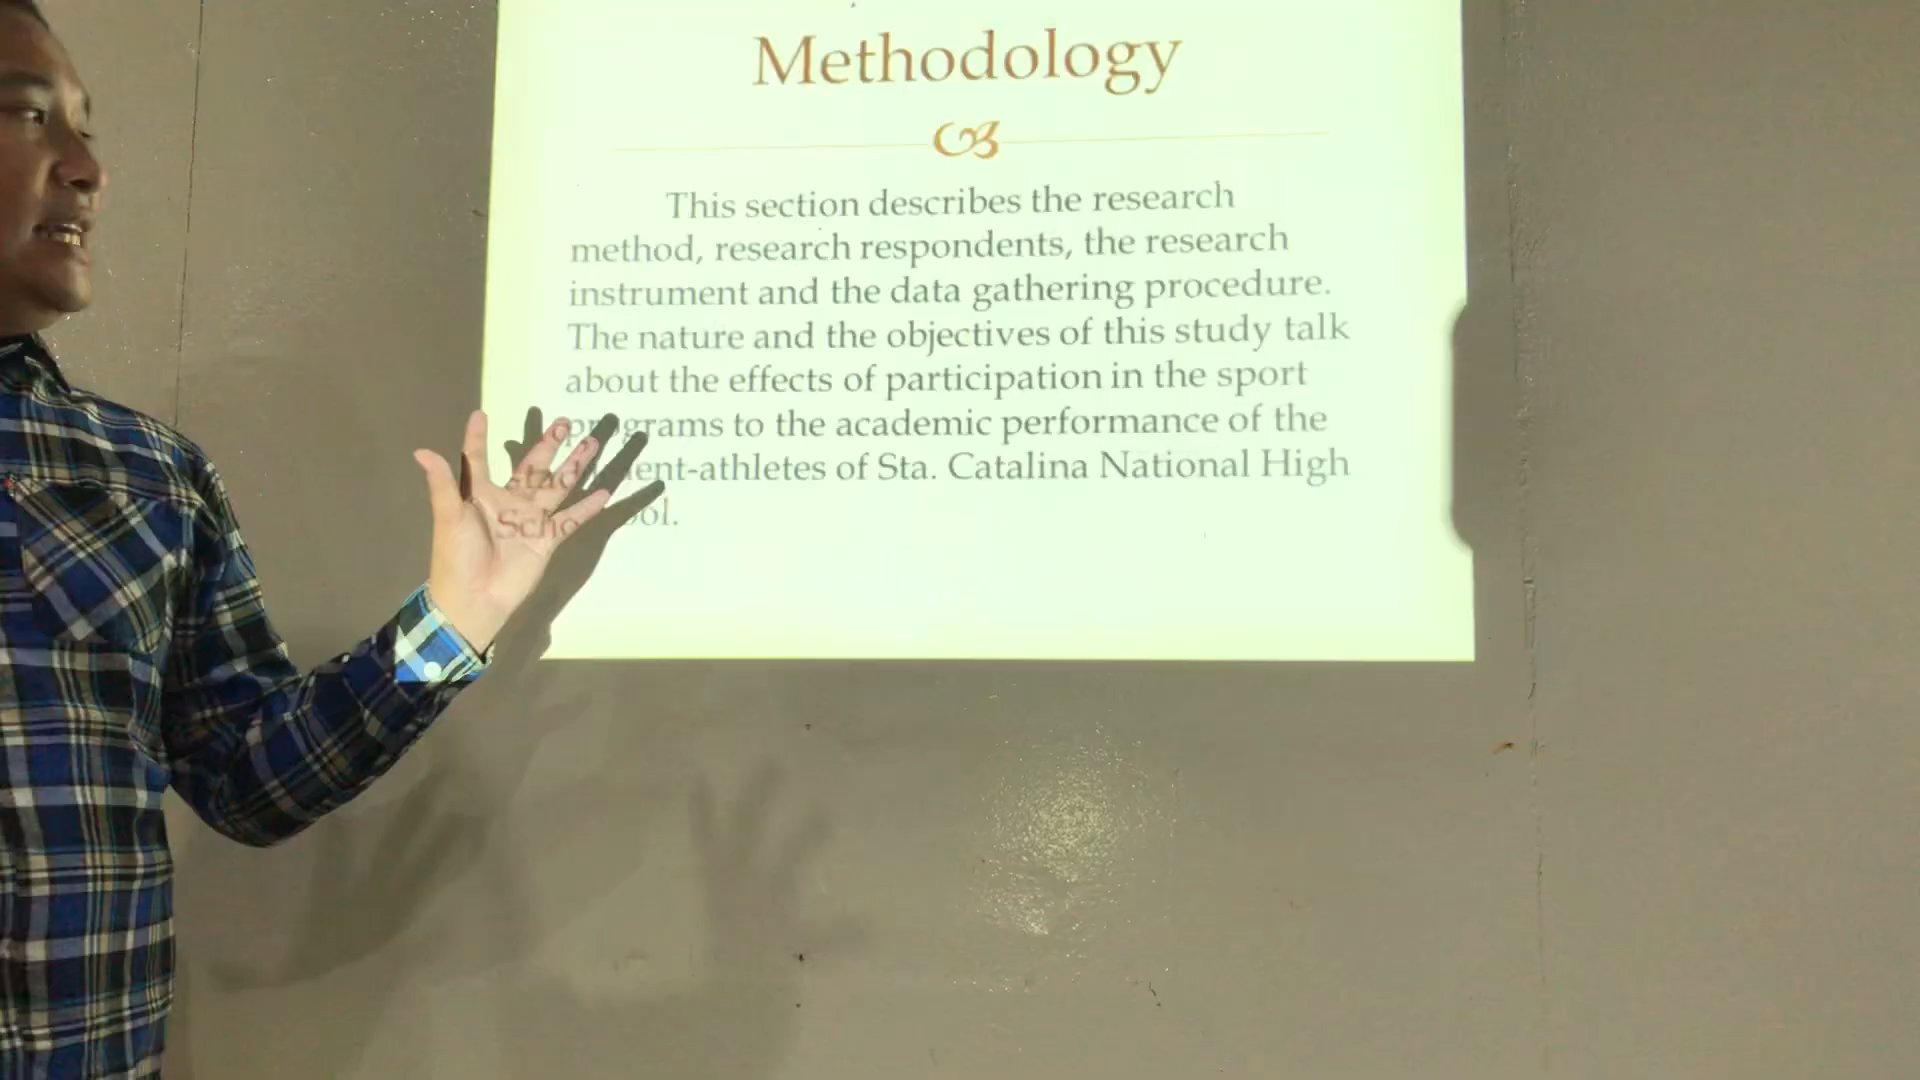 Methodology
This section describes the research
method, research respondents, the research
instrument and the data gathering procedure.
The nature and the objectives of this study talk
about the effects of participation in the sport
programs to the academic performance of the
student-athletes of Sta. Catalina National High
School.